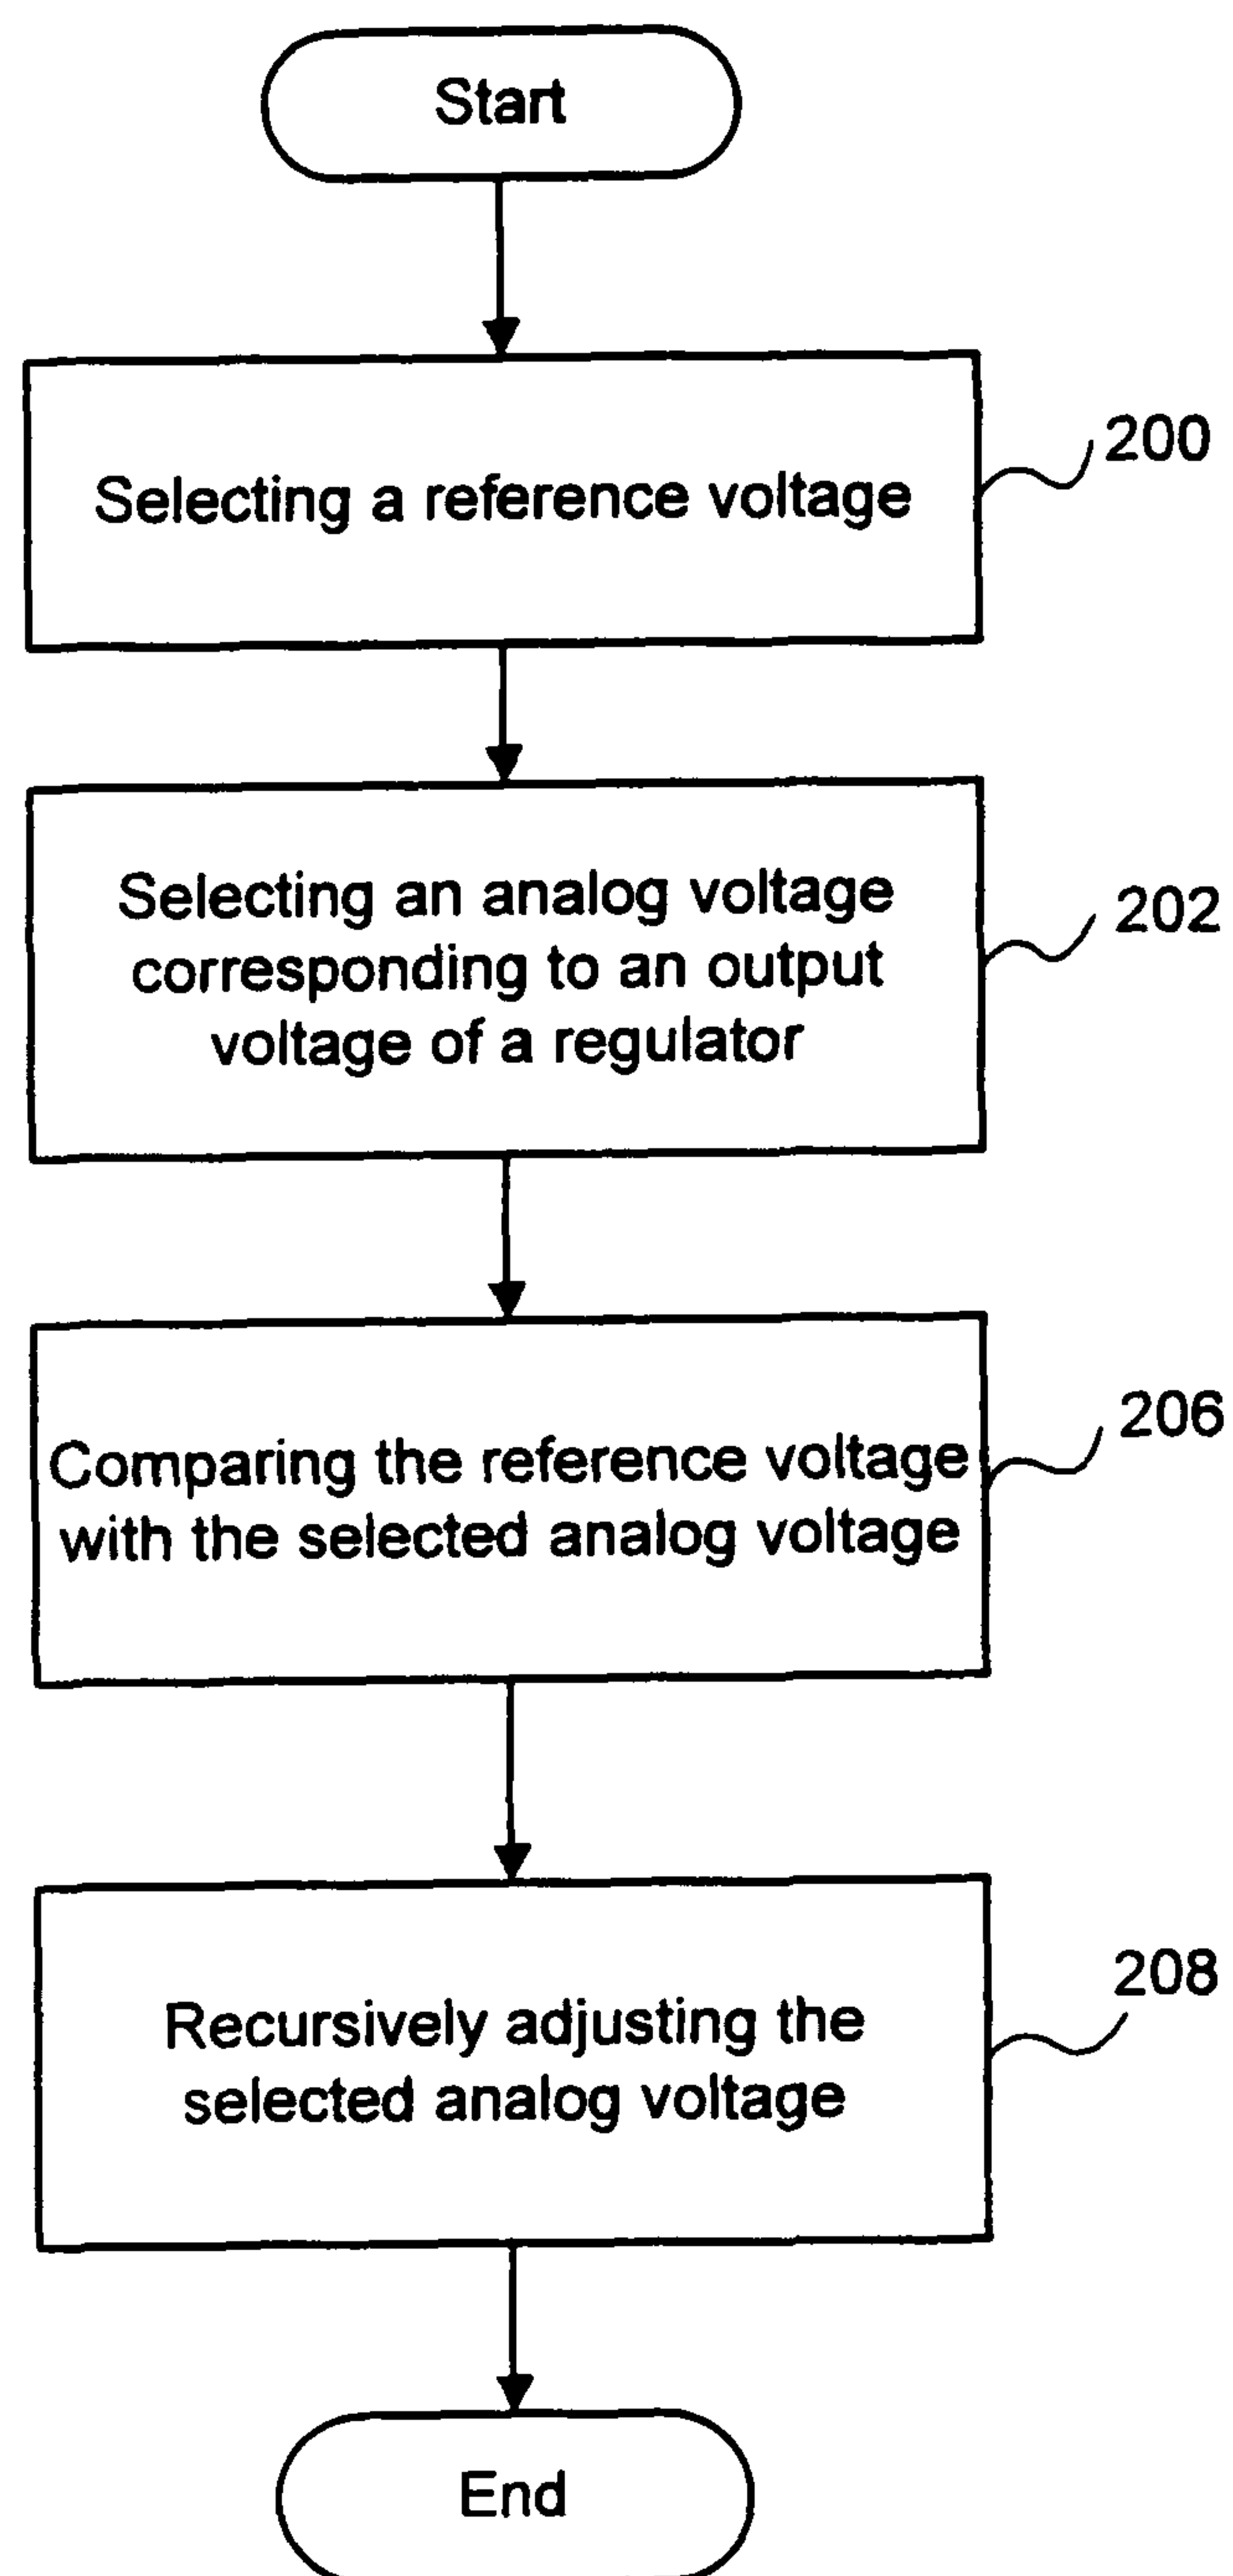 Start
Selecting a reference voltage
200
Selecting an analog voltage
corresponding to an output
voltage of a regulator
202
Comparing the reference voltage
with the selected analog voltage
206
Recursively adjusting the
selected analog voltage
208
End